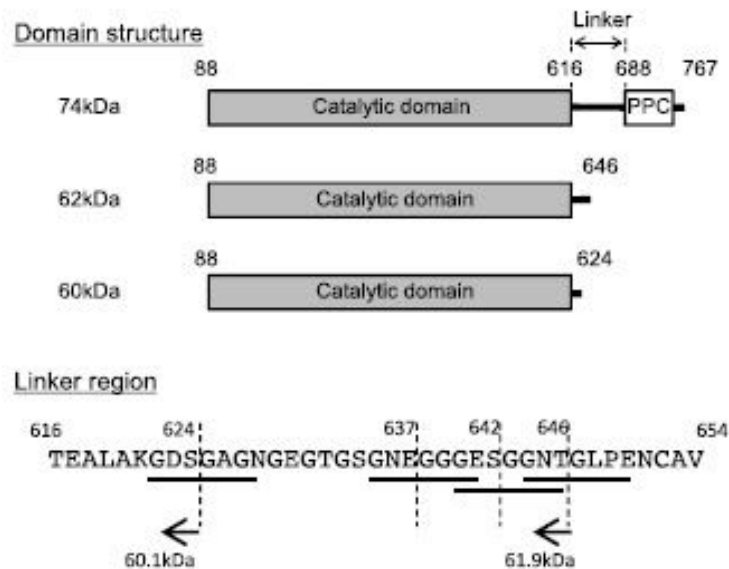 Domain structure
Linker
88 616 688 767
74kDa Catalytic domain PPC
88 646
62kDa Catalytic domain
88 624
60kDa Catalytic domain
Linker region
616 624 637 642 646 654
TEALAKGDSGAGNGEGTGSGNEGGGESGGNTGLPENCAV
60.1kDa 61.9kDa